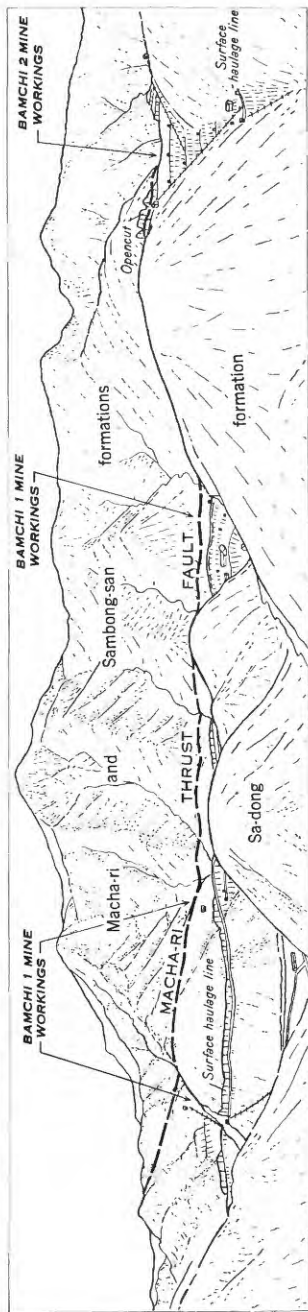 BAMCHI 1 MINE
WORKINGS
BAMCHI 1 MINE
WORKINGS
BAMCHI 2 MINE
WORKINGS
Macha-ri
and
Sambong-san
formations
MACHA-RI
THRUST
FAULT
Opencut
Surface
haulage line
Surface haulage line
Sa-dong
formation